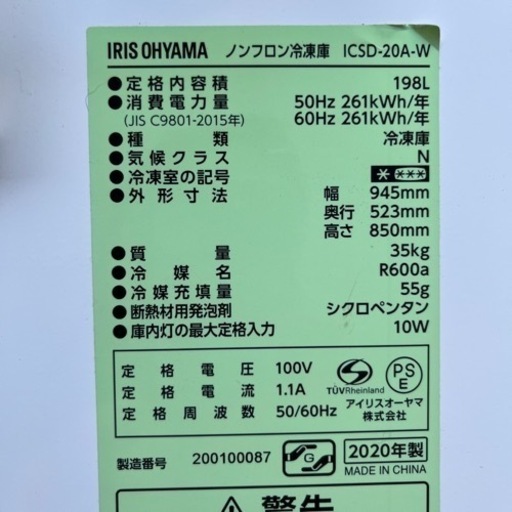 IRIS OHYAMA ノンフロン冷凍庫 ICSD-20A-W
●定格内容積 198L
●消費電力量 50Hz 261kWh/年
(JIS C9801-2015年) 60Hz 261kWh/年
●種類 冷凍庫
●気候クラス N
●冷凍室の記号 * ***
●外形寸法 幅 945mm
奥行 523mm
高さ 850mm
●質量 35kg
●冷媒名 R600a
●冷媒充填量 55g
●断熱材用発泡剤 シクロペンタン
●庫内灯の最大定格入力 10W
定格電圧 100V
定格電流 1.1A
定格周波数 50/60Hz
TÜVRheinland
PS
E
アイリスオーヤマ
株式会社
製造番号 200100087
G
2020年製
MADE IN CHINA
警告